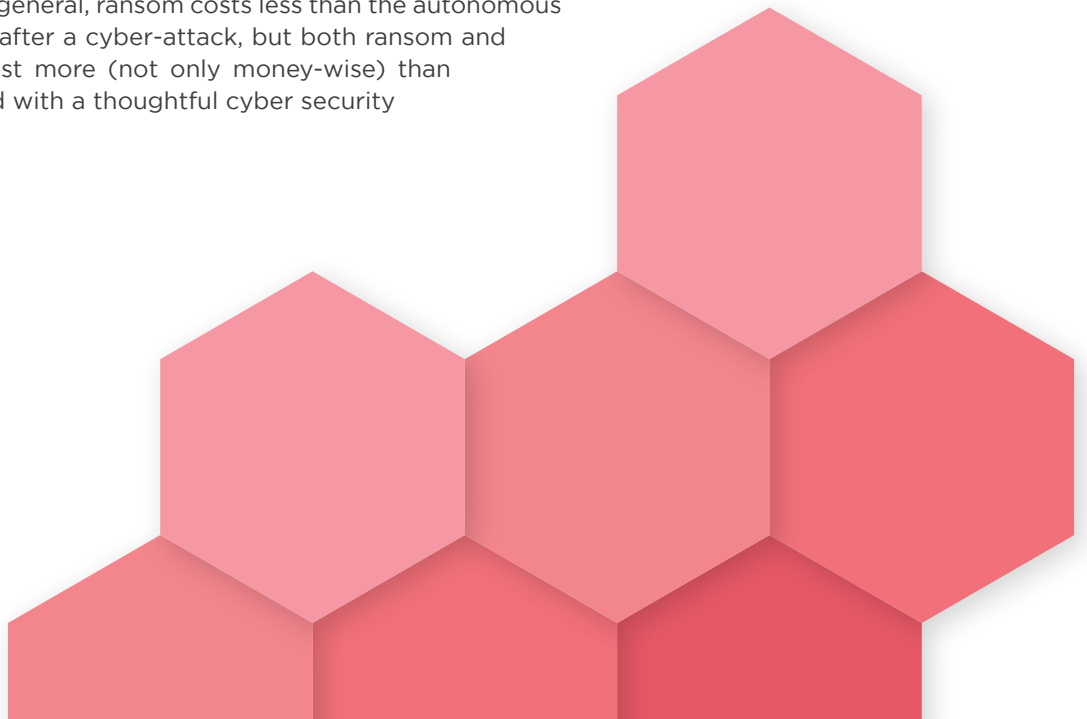 general, ransom costs less than the autonomous
after a cyber-attack, but both ransom and
st more (not only money-wise) than
d with a thoughtful cyber security